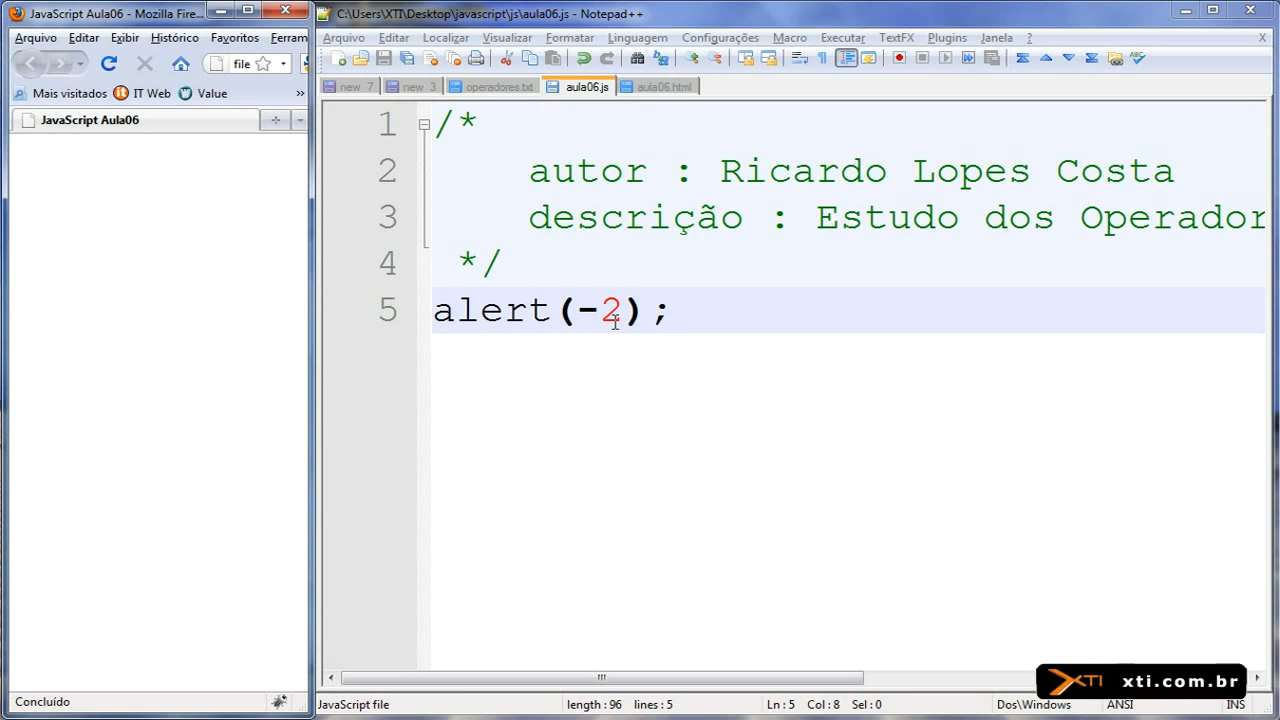 JavaScript Aula06 - Mozilla Fire...
Arquivo Editar Exibir Histórico Favoritos Ferram
file
Mais visitados IT Web Value »
JavaScript Aula06
Concluído
C:\Users\XTI\Desktop\javascript\js\aula06.js - Notepad++
Arquivo Editar Localizar Visualizar Formatar Linguagem Configurações Macro Executar TextFX Plugins Janela ? X
new 7 new 3 operadores.txt aula06.js aula06.html
1 /*
2 autor : Ricardo Lopes Costa
3 descrição : Estudo dos Operador
4 */
5 alert(-2);
XTI xti.com.br
JavaScript file length : 96 lines : 5 Ln : 5 Col : 8 Sel : 0 Dos\Windows ANSI INS